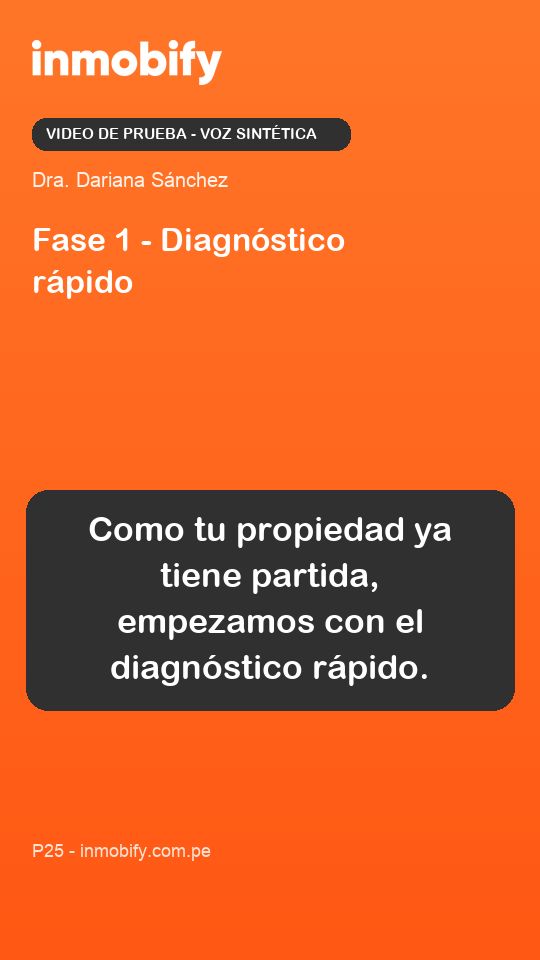 inmobify
VIDEO DE PRUEBA - VOZ SINTÉTICA
Dra. Dariana Sánchez
Fase 1 - Diagnóstico
rápido
Como tu propiedad ya
tiene partida,
empezamos con el
diagnóstico rápido.
P25 - inmobify.com.pe